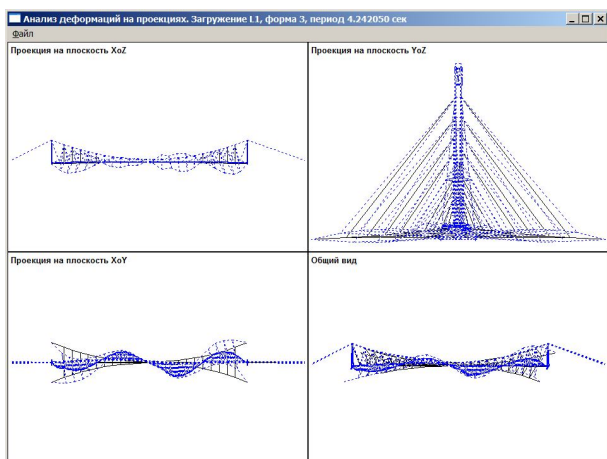 Анализ деформаций на проекциях. Загружение L1, форма 3, период 4.242050 сек
Файл
Проекция на плоскость XoZ
Проекция на плоскость YoZ
Проекция на плоскость XoY
Общий вид